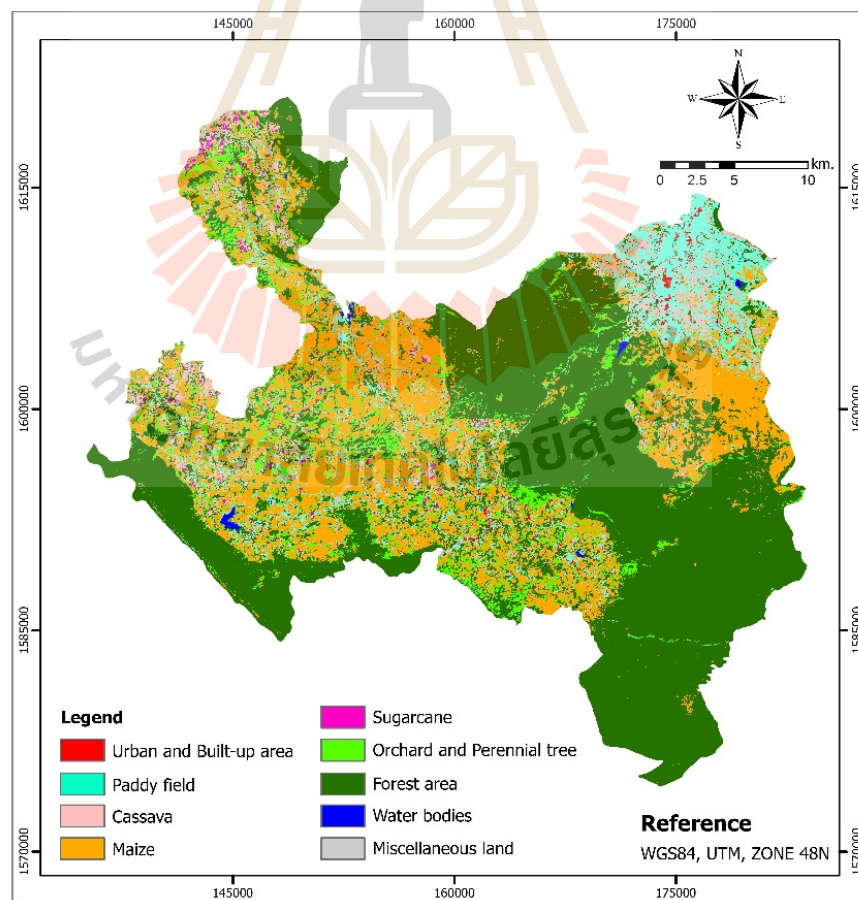 145000 160000 175000
N
W E
S
km.
0 2.5 5 10
1615000 1615000
1600000 1600000
1585000 1585000
Legend
Urban and Built-up area
Paddy field
Cassava
Maize
Sugarcane
Orchard and Perennial tree
Forest area
Water bodies
Miscellaneous land
Reference
WGS84, UTM, ZONE 48N
1570000 1570000
145000 160000 175000